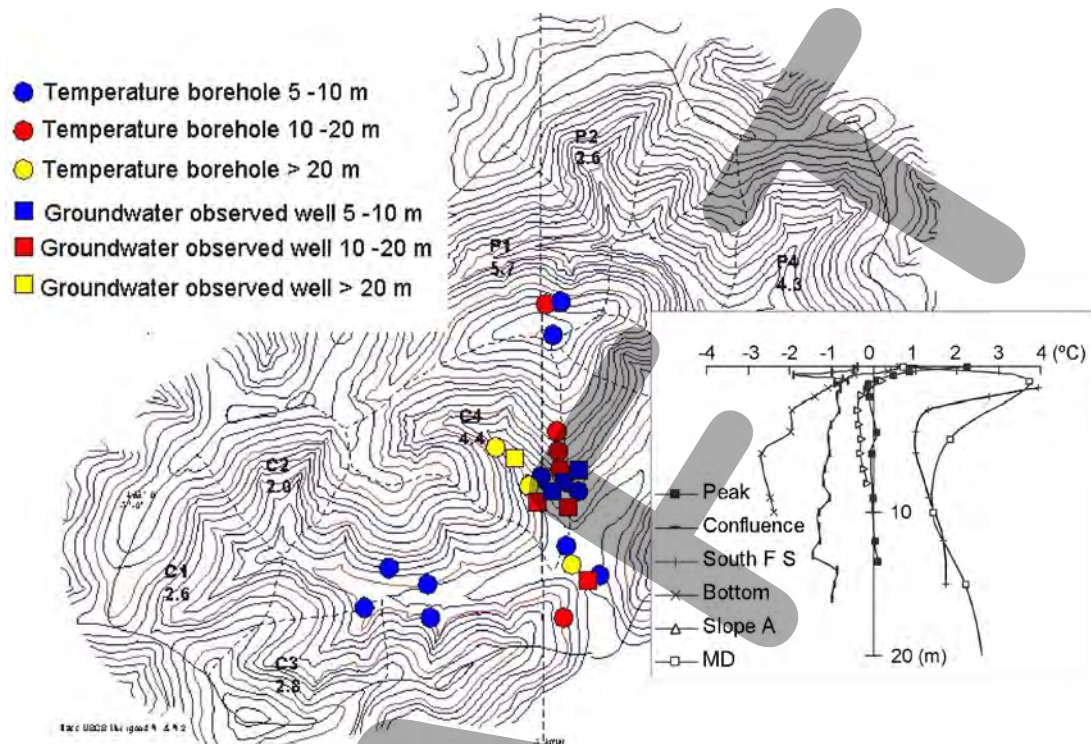 Temperature borehole 5 -10 m
Temperature borehole 10 -20 m
Temperature borehole > 20 m
Groundwater observed well 5 -10 m
Groundwater observed well 10 -20 m
Groundwater observed well > 20 m
P2
2.6
P1
5.7
P4
4.3
C4
4.4
C2
2.0
C1
2.6
C3
2.8
-4 -2 -1 0 1 2 4 (ºC)
Peak
10
Confluence
South F S
Bottom
Slope A
MD
20 (m)